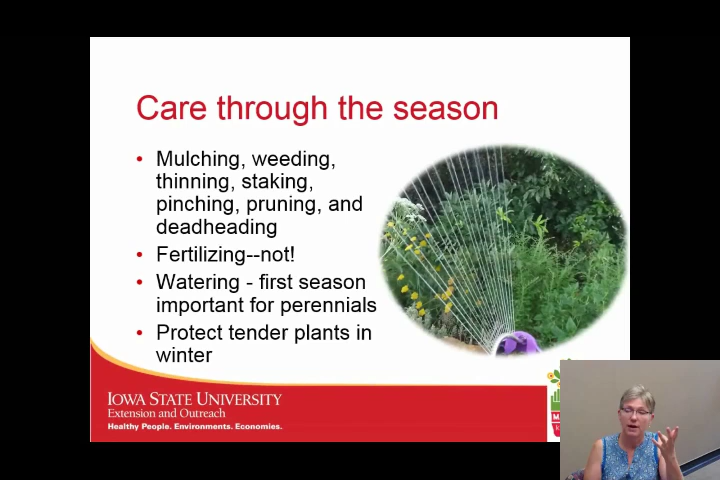 Care through the season
• Mulching, weeding,
thinning, staking,
pinching, pruning, and
deadheading
• Fertilizing--not!
• Watering - first season
important for perennials
• Protect tender plants in
winter
IOWA STATE UNIVERSITY
Extension and Outreach
Healthy People. Environments. Economies.